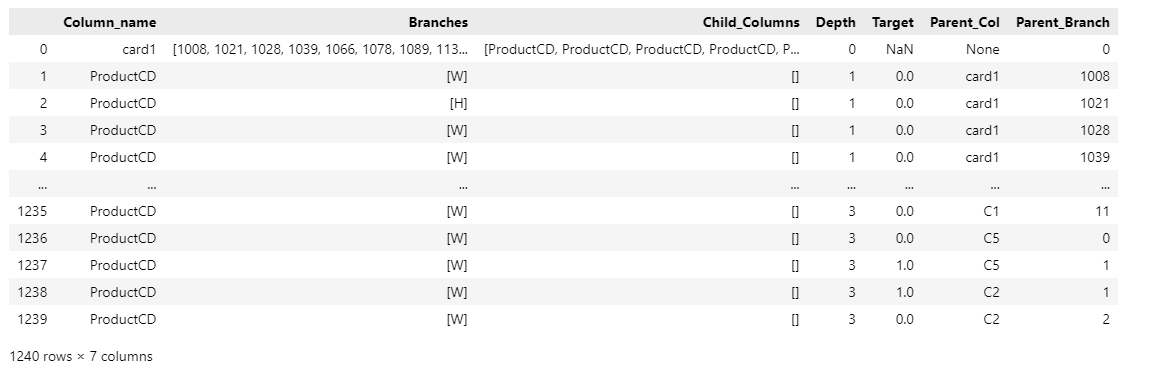 Column_name Branches Child_Columns Depth Target Parent_Col Parent_Branch
0 card1 [1008, 1021, 1028, 1039, 1066, 1078, 1089, 113... [ProductCD, ProductCD, ProductCD, ProductCD, P... 0 NaN None 0
1 ProductCD [W] [] 1 0.0 card1 1008
2 ProductCD [H] [] 1 0.0 card1 1021
3 ProductCD [W] [] 1 0.0 card1 1028
4 ProductCD [W] [] 1 0.0 card1 1039
... ... ... ... ... ... ... ...
1235 ProductCD [W] [] 3 0.0 C1 11
1236 ProductCD [W] [] 3 0.0 C5 0
1237 ProductCD [W] [] 3 1.0 C5 1
1238 ProductCD [W] [] 3 1.0 C2 1
1239 ProductCD [W] [] 3 0.0 C2 2
1240 rows × 7 columns